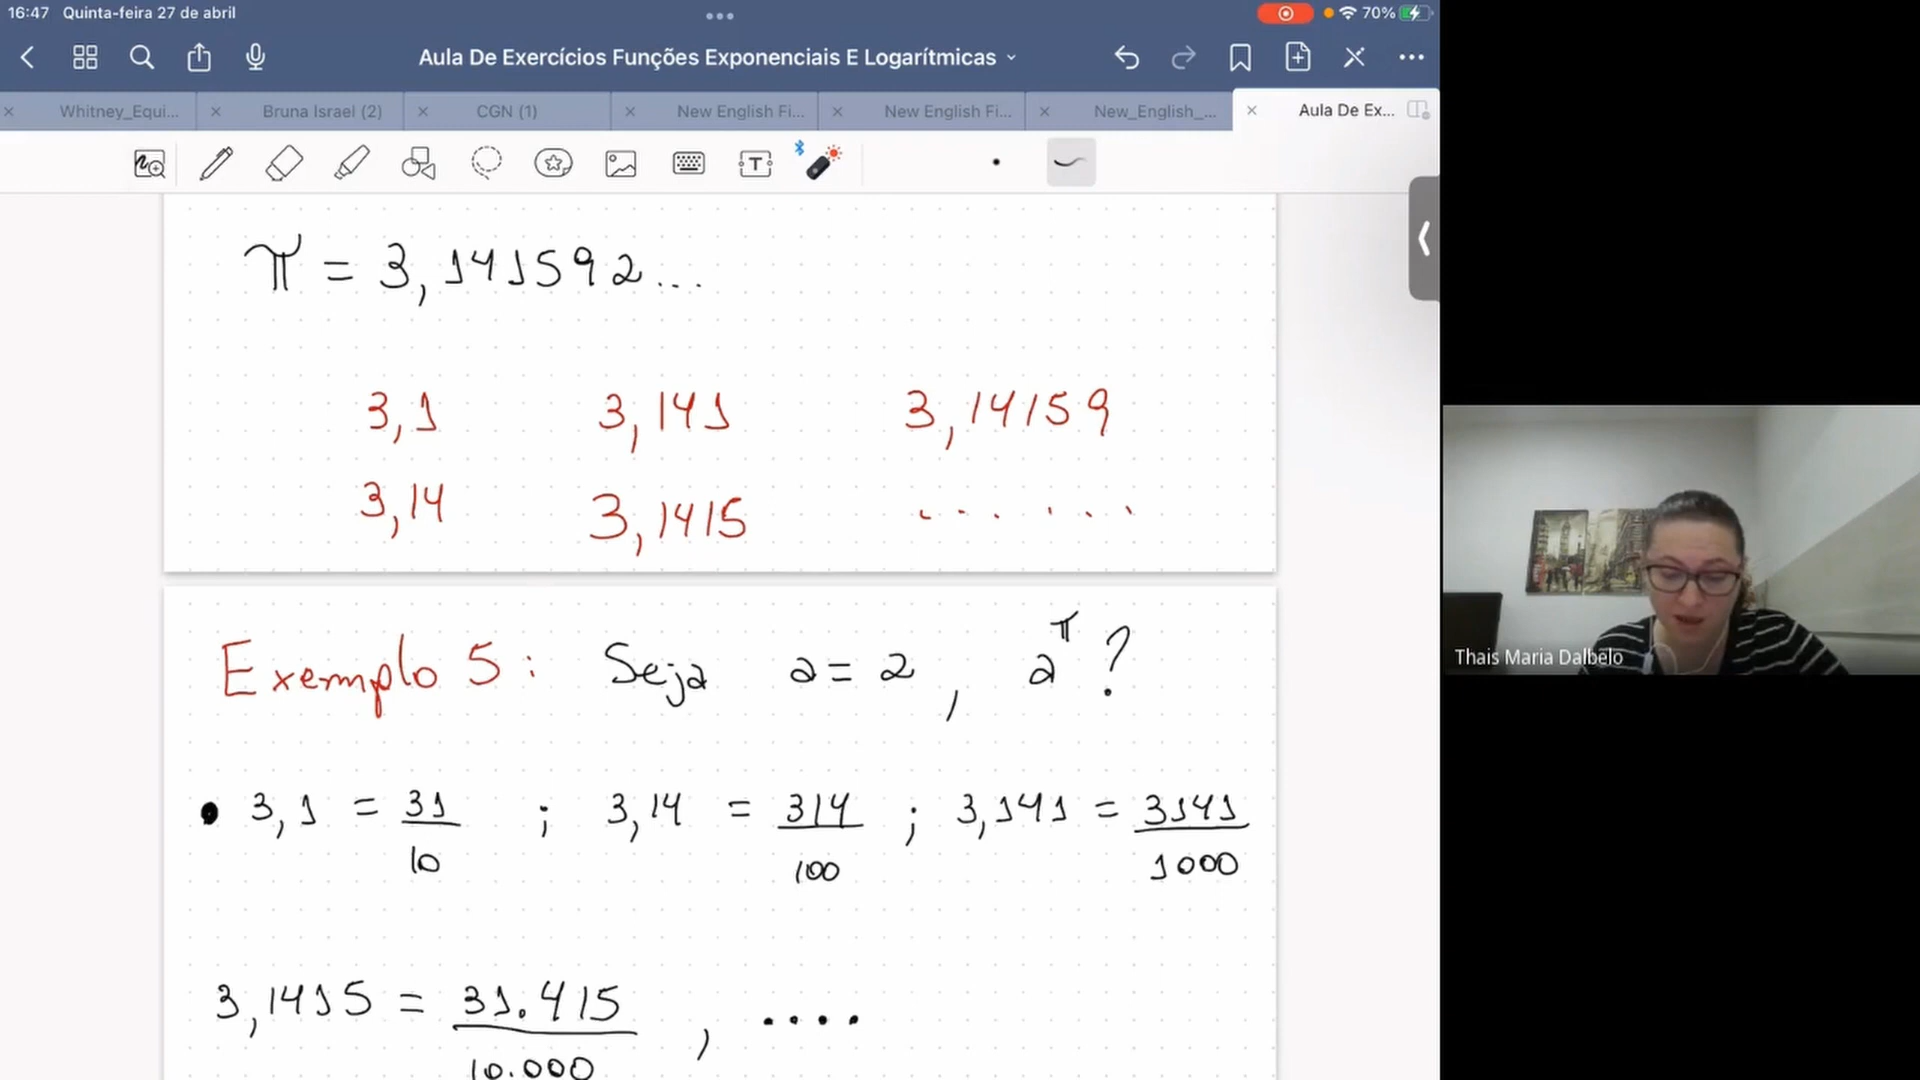 16:47 Quinta-feira 27 de abril
70%
Aula De Exercícios Funções Exponenciais E Logarítmicas
Whitney_Equi... Bruna Israel (2) CGN (1) New English Fi... New English Fi... New_English_... Aula De Ex...
π = 3,141592...
3,1 3,141 3,14159
3,14 3,1415 ......
Exemplo 5: Seja a = 2, a^π ?
• 3,1 = 31/10 ; 3,14 = 314/100 ; 3,141 = 3141/1000
3,1415 = 31.415/10.000 , ....
Thais Maria Dalbelo